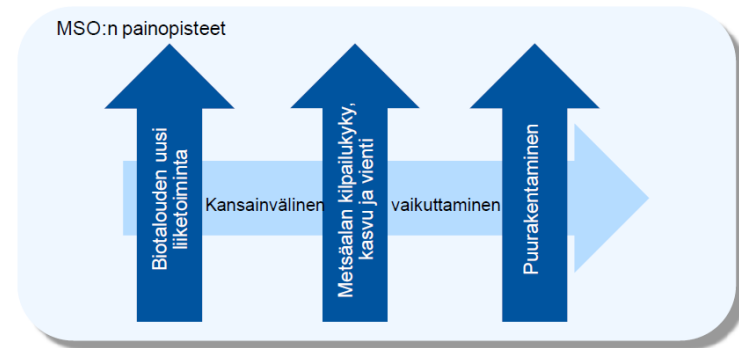 MSO:n painopisteet
Biotalouden uusi
liiketoiminta
Kansainvälinen
Metsäalan kilpailukyky,
kasvu ja vienti
vaikuttaminen
Puurakentaminen